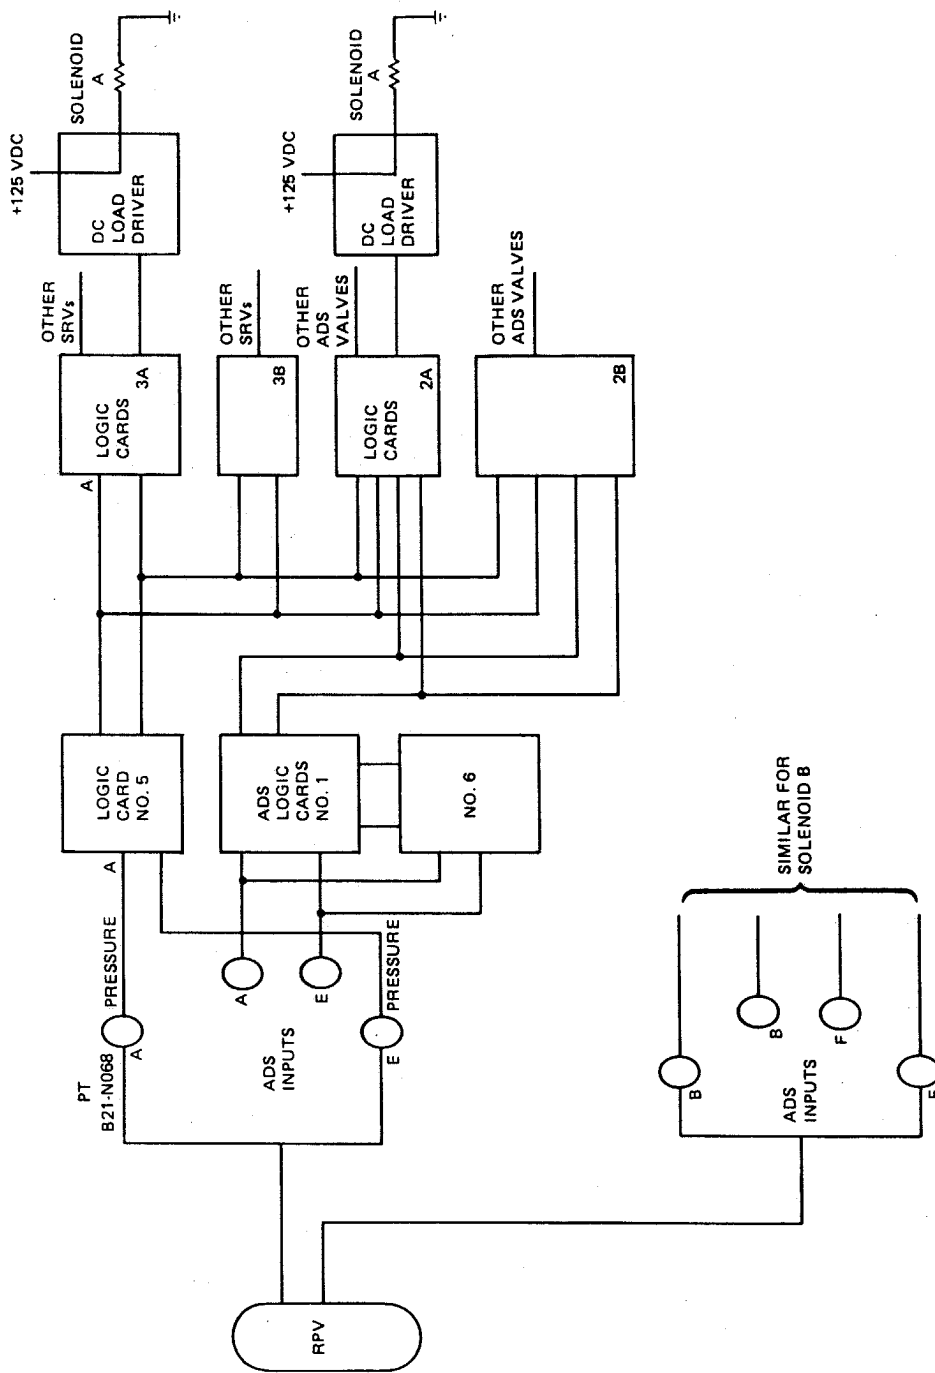 +125 VDC
SOLENOID
A
DC
LOAD
DRIVER
OTHER
SRVs
LOGIC
CARDS
3A
A
OTHER
SRVs
3B
+125 VDC
SOLENOID
A
DC
LOAD
DRIVER
OTHER
ADS
VALVES
LOGIC
CARDS
2A
OTHER
ADS VALVES
2B
LOGIC
CARD
NO. 5
A
ADS
LOGIC
CARDS
NO. 1
NO. 6
PT
B21-N068
PRESSURE
A
A
E
ADS
INPUTS
PRESSURE
E
RPV
B
B
F
ADS
INPUTS
SIMILAR FOR
SOLENOID B